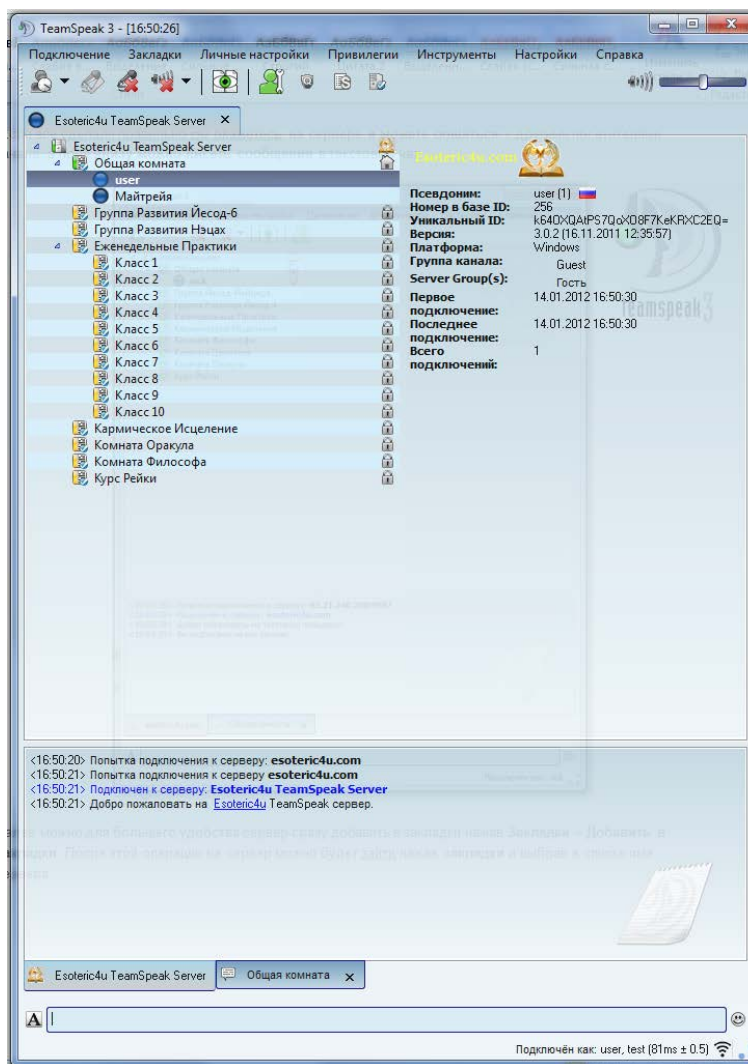 TeamSpeak 3 - [16:50:26]
Подключение Закладки Личные настройки Привилегии Инструменты Настройки Справка
Esoteric4u TeamSpeak Server
Esoteric4u TeamSpeak Server
Общая комната
user
Майтрейя
Группа Развития Йесод-6
Группа Развития Нэцах
Еженедельные Практики
Класс 1
Класс 2
Класс 3
Класс 4
Класс 5
Класс 6
Класс 7
Класс 8
Класс 9
Класс 10
Кармическое Исцеление
Комната Оракула
Комната Философа
Курс Рейки
Esoteric4u.com
Псевдоним: user (1)
Номер в базе ID: 256
Уникальный ID: k64OXQAtPS7QoXO8F7KeKRXC2EQ=
Версия: 3.0.2 (16.11.2011 12:35:57)
Платформа: Windows
Группа канала: Guest
Server Group(s): Гость
Первое подключение: 14.01.2012 16:50:30
Последнее подключение: 14.01.2012 16:50:30
Всего подключений: 1
teamspeak 3
<16:50:20> Попытка подключения к серверу: esoteric4u.com
<16:50:21> Попытка подключения к серверу esoteric4u.com
<16:50:21> Подключен к серверу: Esoteric4u TeamSpeak Server
<16:50:21> Добро пожаловать на Esoteric4u TeamSpeak сервер.
Esoteric4u TeamSpeak Server
Общая комната
Подключён как: user, test (81ms ± 0.5)